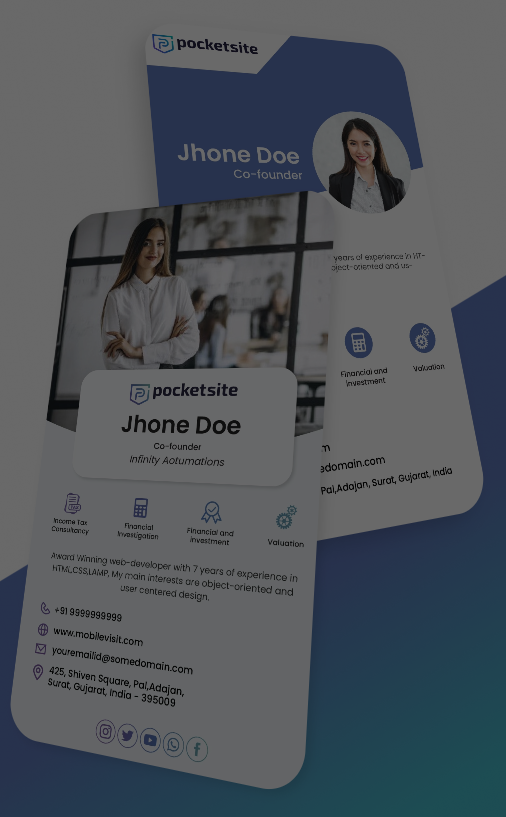 pocketsite
Jhone Doe
Co-founder
years of experience in
oject-oriented and us-
Financial and
Investment
Valuation
domain.com
Pal,Adajan, Surat, Gujarat, India
pocketsite
Jhone Doe
Co-founder
Infinity Aotumations
Income Tax
Consultancy
Financial
Investigation
Financial and
investment
Valuation
Award Winning web-developer with 7 years of experience in
HTML,CSS,LAMP. My main interests are object-oriented and
user centered design.
+91 9999999999
www.mobilevisit.com
youremailid@somedomain.com
425, Shiven Square, Pal,Adajan,
Surat, Gujarat, India - 395009